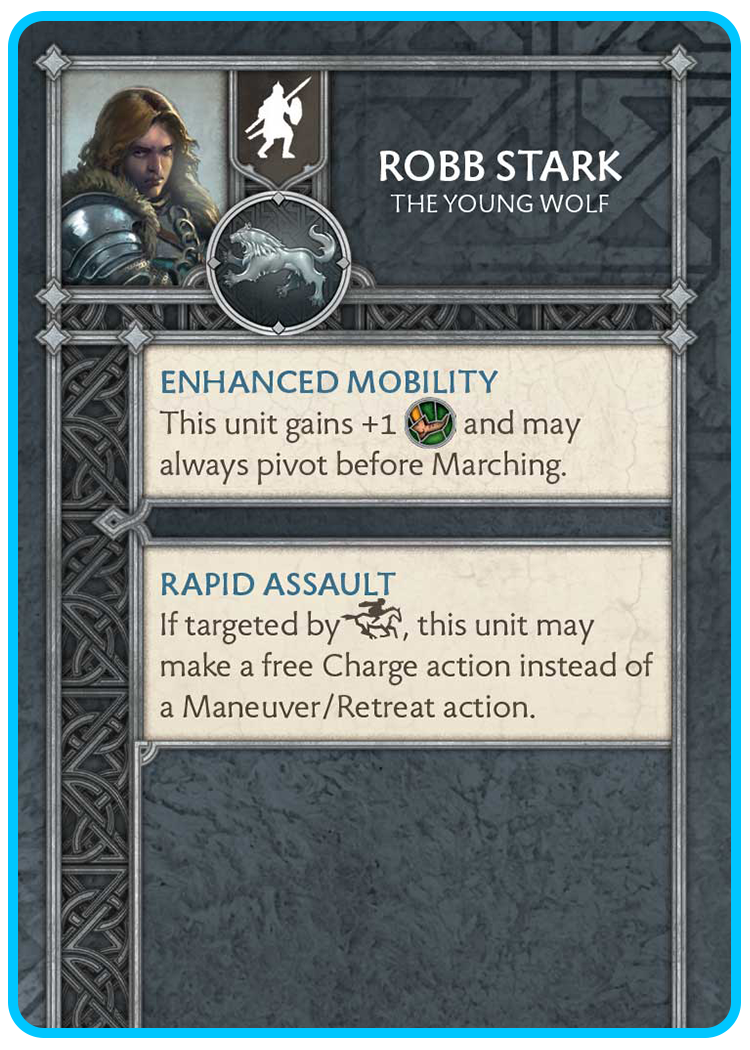 ROBB STARK
THE YOUNG WOLF
ENHANCED MOBILITY
This unit gains +1 and may
always pivot before Marching.
RAPID ASSAULT
If targeted by , this unit may
make a free Charge action instead of
a Maneuver/Retreat action.